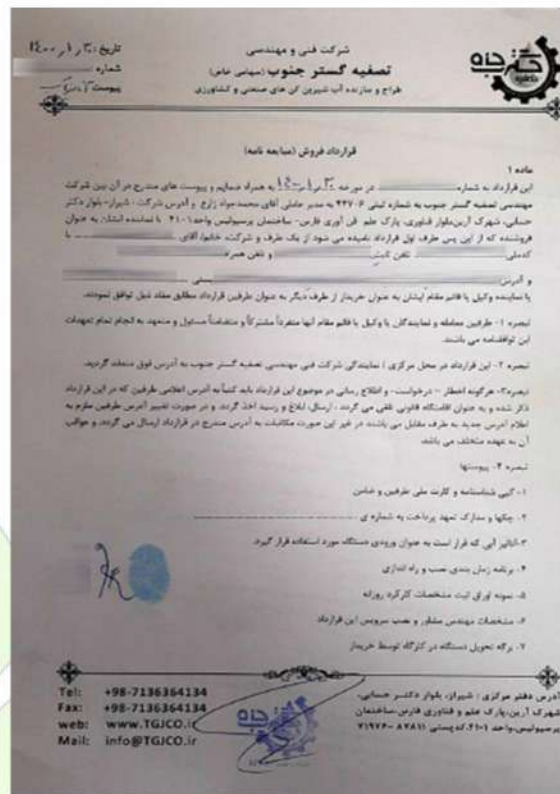 شرکت فنی و مهندسی
تصفیه گستر جنوب (سهامی خاص)
طراح و سازنده آب شیرین کن های صنعتی و کشاورزی
تاریخ: ۱۴۰۰/۱/۳۰
شماره
پیوست
قرارداد فروش (مبایعه نامه)
ماده ۱
این قرارداد به شماره در مورخه ۱۴۰۰/۱/۳۰ به همراه ضمایم و پیوست های مندرج در آن بین شرکت
مهندسی تصفیه گستر جنوب به شماره ثبتی ۴۴۷۰۶ به مدیر عاملی آقای محمدجواد زارع و آدرس شرکت: شیراز- بلوار دکتر
حسابی، شهرک آرین، بلوار فناوری، پارک علم فن آوری فارس- ساختمان پرسپولیس واحد ۴۱۰۱ با نماینده ایشان به عنوان
فروشنده که از این پس طرف اول قرارداد نامیده می شود از یک طرف و شرکت، خانم/ آقای با
کدملی تلفن ثابت و تلفن همراه
و آدرس پستی
یا نماینده وکیل یا قائم مقام ایشان به عنوان خریدار از طرف دیگر به عنوان طرفین قرارداد مطابق مفاد ذیل توافق نمودند.
تبصره ۱- طرفین معامله و نمایندگان یا وکیل یا قائم مقام آنها منفرداً مشترکاً و متضامناً مسئول و متعهد به انجام تمام تعهدات
این توافقنامه می باشند.
تبصره ۲- این قرارداد در محل مرکزی / نمایندگی شرکت فنی مهندسی تصفیه گستر جنوب به آدرس فوق منعقد گردید.
تبصره۳- هرگونه اخطار – درخواست- و اطلاع رسانی در موضوع این قرارداد باید کتباً به آدرس اعلامی طرفین که در این قرارداد
ذکر شده و به عنوان اقامتگاه قانونی تلقی می گردد ، ارسال، ابلاغ و رسید اخذ گردد. و در صورت تغییر آدرس طرفین ملزم به
اعلام آدرس جدید به طرف مقابل می باشند در غیر این صورت مکاتبات به آدرس مندرج در قرارداد ارسال می گردد، و عواقب
آن به عهده متخلف می باشد.
تبصره ۴- پیوستها
۱- کپی شناسنامه و کارت ملی طرفین و ضامن
۲- چکها و مدارک تعهد پرداخت به شماره ی
۳-آنالیز آبی که قرار است به عنوان ورودی دستگاه مورد استفاده قرار گیرد.
۴- برنامه زمان بندی نصب و راه اندازی
۵- نمونه اوراق ثبت مشخصات کارکرد روزانه
۶- مشخصات مهندس مشاور و نصب سرویس این قرارداد
۷- برگه تحویل دستگاه در کارگاه توسط خریدار
Tel: +98-7136364134
Fax: +98-7136364134
web: www.TGJCO.ir
Mail: info@TGJCO.ir
آدرس دفتر مرکزی : شیراز، بلوار دکتر حسابی،
شهرک آرین، پارک علم و فناوری فارس،ساختمان
پرسپولیس،واحد ۴۱۰۱،کدپستی ۸۷۸۱۱ -۷۱۹۷۶